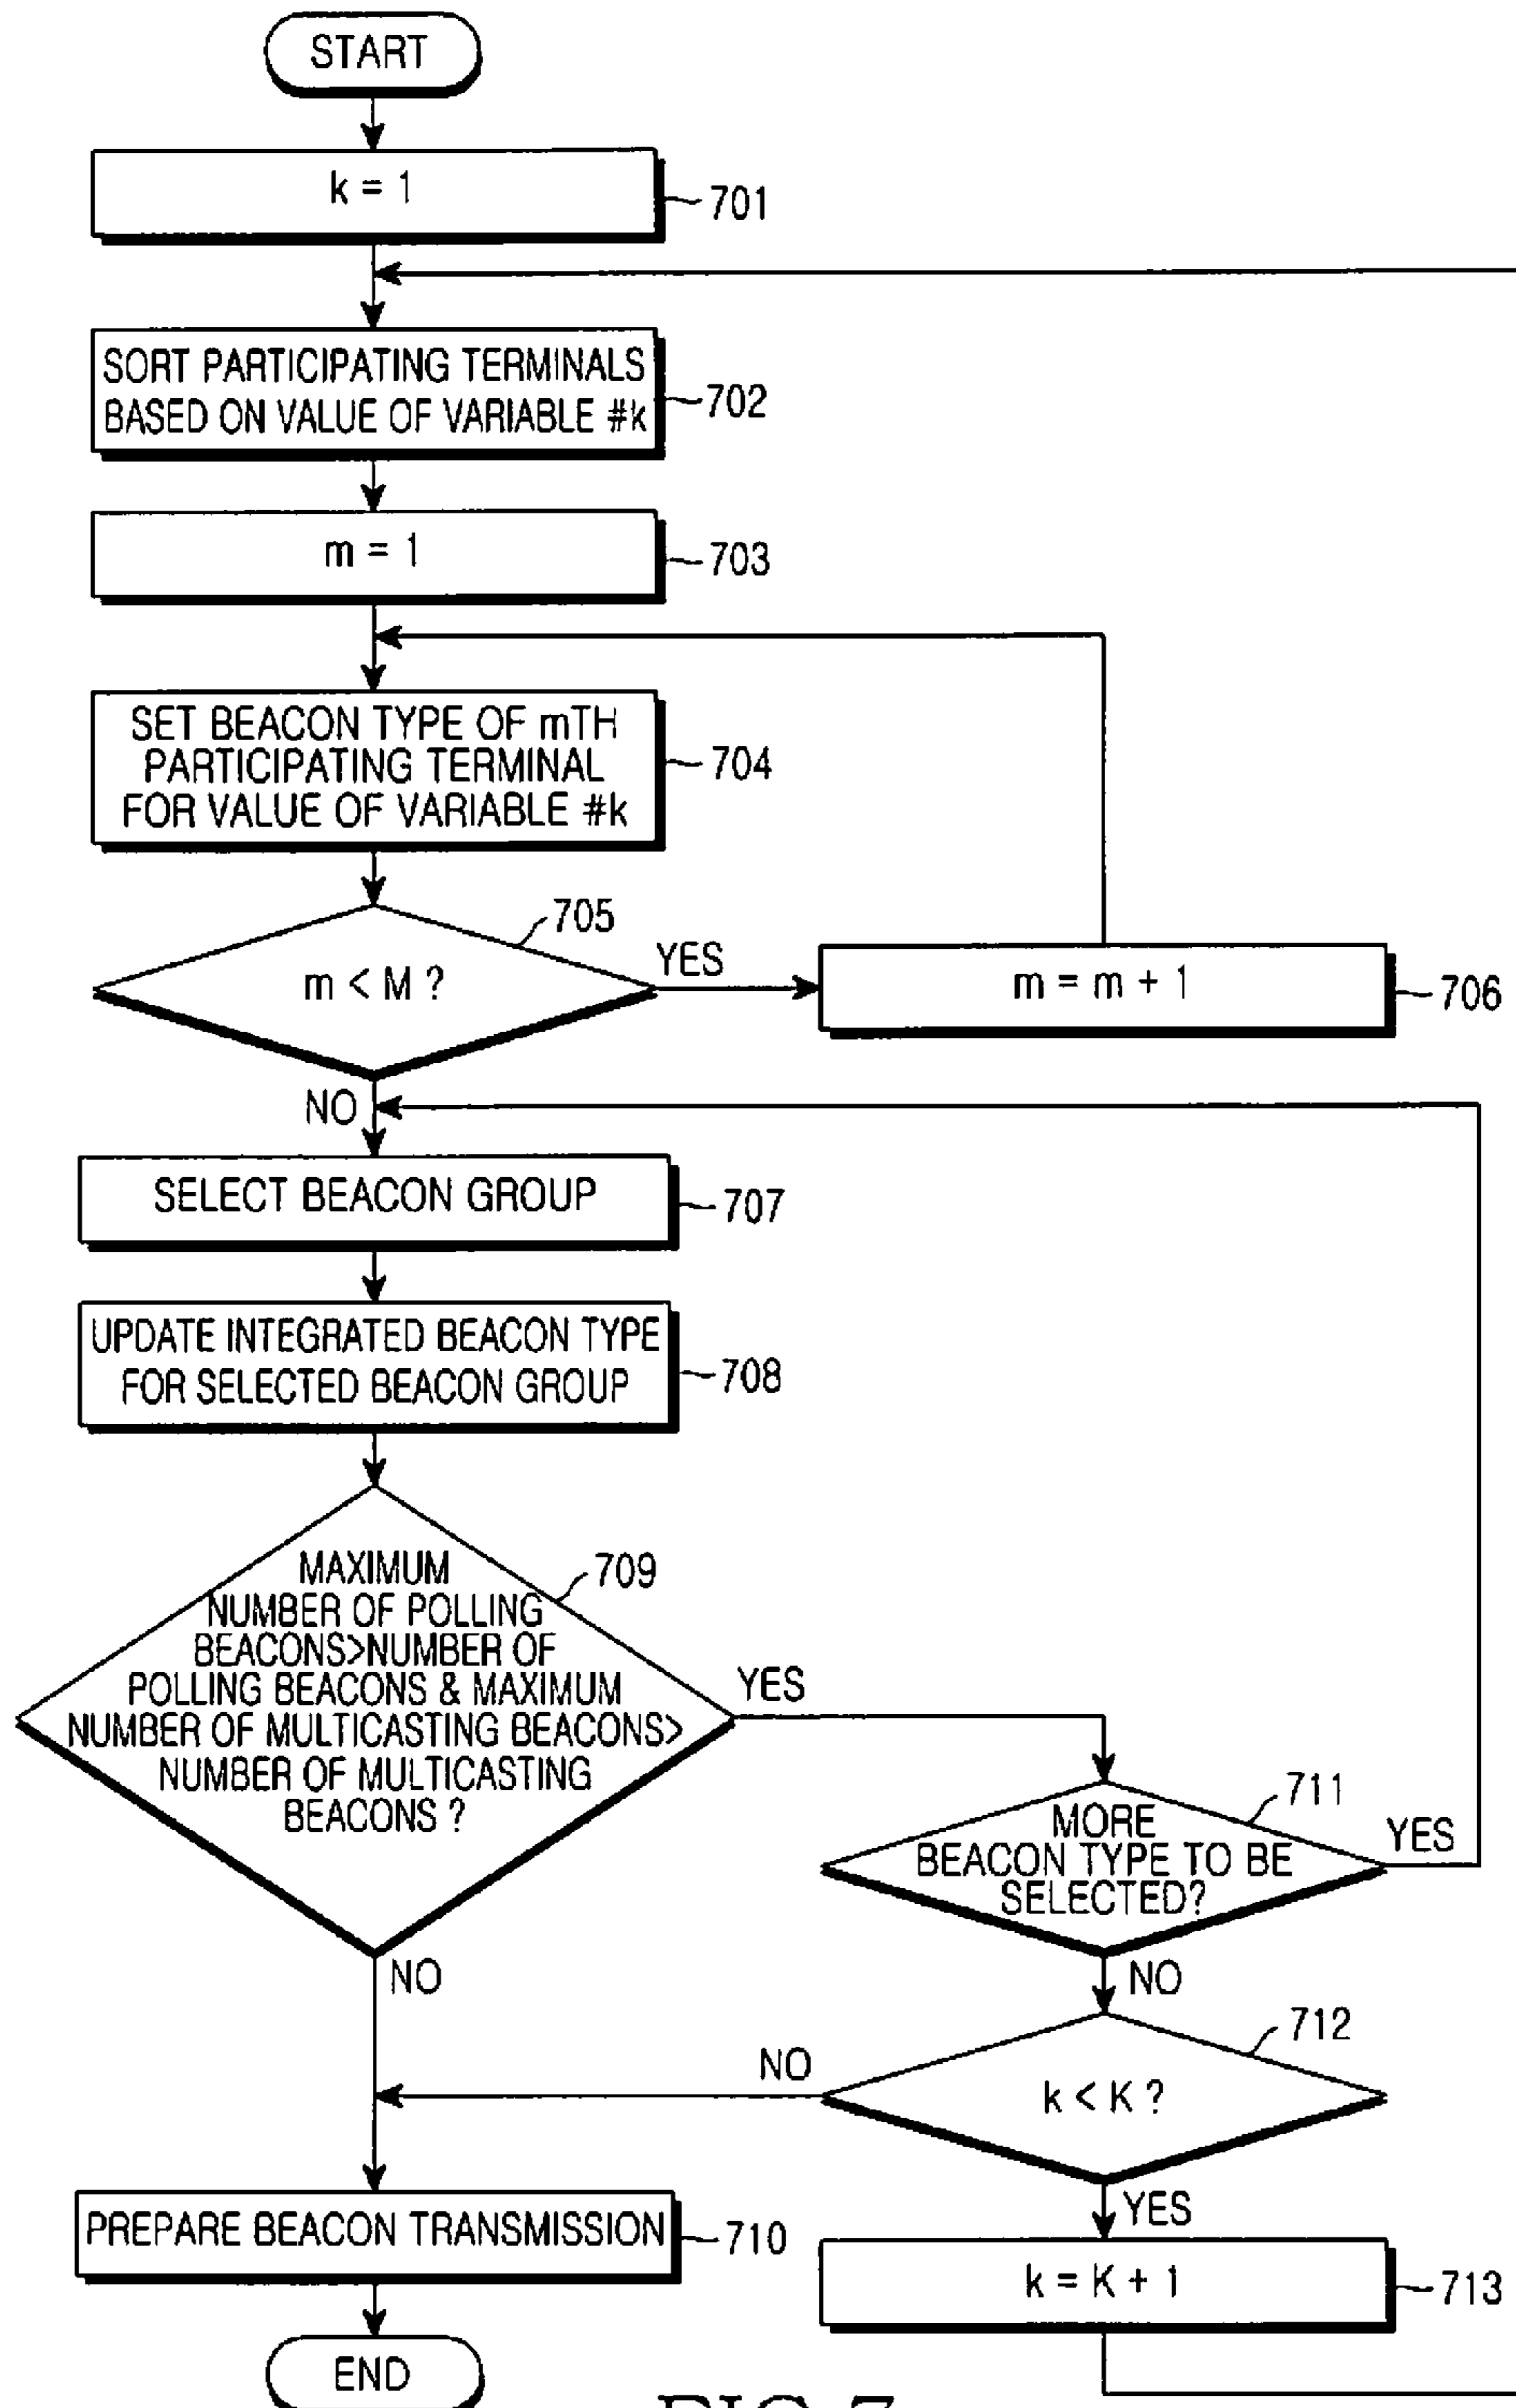 START
k = 1
701
SORT PARTICIPATING TERMINALS
BASED ON VALUE OF VARIABLE #k
702
m = 1
703
SET BEACON TYPE OF mTH
PARTICIPATING TERMINAL
FOR VALUE OF VARIABLE #k
704
705
m < M ?
YES
m = m + 1
706
NO
SELECT BEACON GROUP
707
UPDATE INTEGRATED BEACON TYPE
FOR SELECTED BEACON GROUP
708
MAXIMUM
NUMBER OF POLLING
BEACONS>NUMBER OF
POLLING BEACONS & MAXIMUM
NUMBER OF MULTICASTING BEACONS>
NUMBER OF MULTICASTING
BEACONS ?
709
YES
NO
MORE
BEACON TYPE TO BE
SELECTED?
711
YES
NO
712
k < K ?
NO
YES
PREPARE BEACON TRANSMISSION
710
k = K + 1
713
END
FIG.7